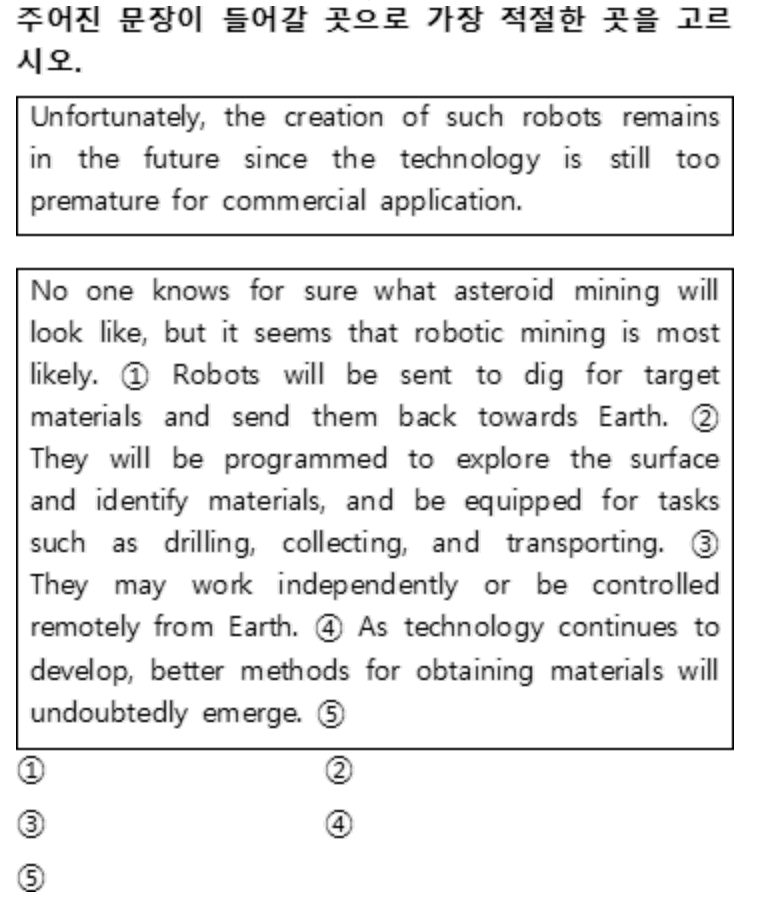 주어진 문장이 들어갈 곳으로 가장 적절한 곳을 고르
시오.
Unfortunately, the creation of such robots remains
in the future since the technology is still too
premature for commercial application.
No one knows for sure what asteroid mining will
look like, but it seems that robotic mining is most
likely. ① Robots will be sent to dig for target
materials and send them back towards Earth. ②
They will be programmed to explore the surface
and identify materials, and be equipped for tasks
such as drilling, collecting, and transporting. ③
They may work independently or be controlled
remotely from Earth. ④ As technology continues to
develop, better methods for obtaining materials will
undoubtedly emerge. ⑤
① ②
③ ④
⑤